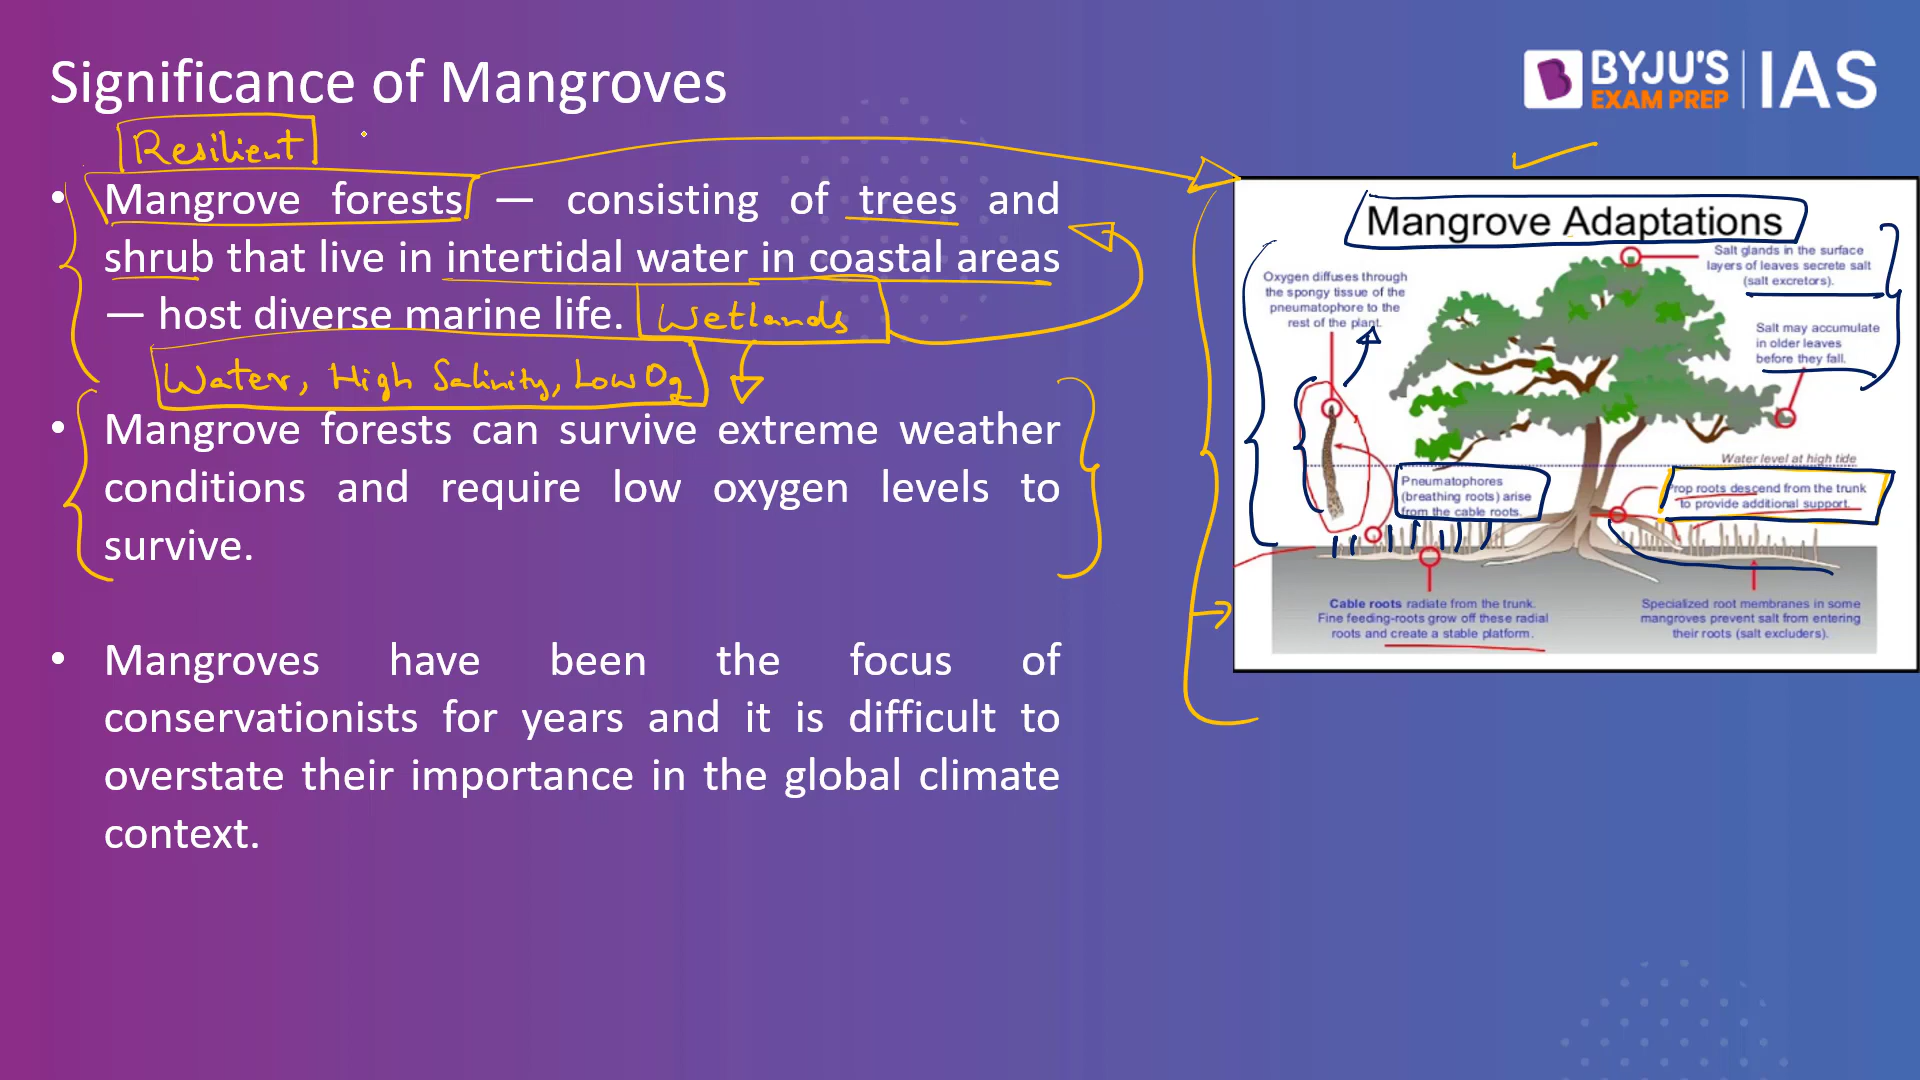 Significance of Mangroves
BYJU'S
EXAM PREP
IAS
Resilient
• Mangrove forests — consisting of trees and
shrub that live in intertidal water in coastal areas
— host diverse marine life.
Wetlands
Water, High Salinity, Low O2
• Mangrove forests can survive extreme weather
conditions and require low oxygen levels to
survive.
• Mangroves have been the focus of
conservationists for years and it is difficult to
overstate their importance in the global climate
context.
Mangrove Adaptations
Oxygen diffuses through
the spongy tissue of the
pneumatophore to the
rest of the plant.
Salt glands in the surface
layers of leaves secrete salt
(salt excretors).
Salt may accumulate
in older leaves
before they fall.
Water level at high tide
Pneumatophores
(breathing roots) arise
from the cable roots.
Prop roots descend from the trunk
to provide additional support.
Cable roots radiate from the trunk.
Fine feeding-roots grow off these radial
roots and create a stable platform.
Specialized root membranes in some
mangroves prevent salt from entering
their roots (salt excluders).